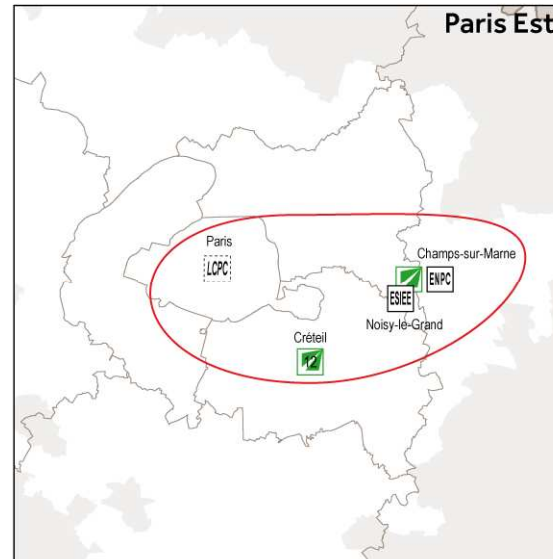 Paris Est
Paris
LCPC
Champs-sur-Marne
ENPC
ESIEE
Noisy-le-Grand
Créteil
12